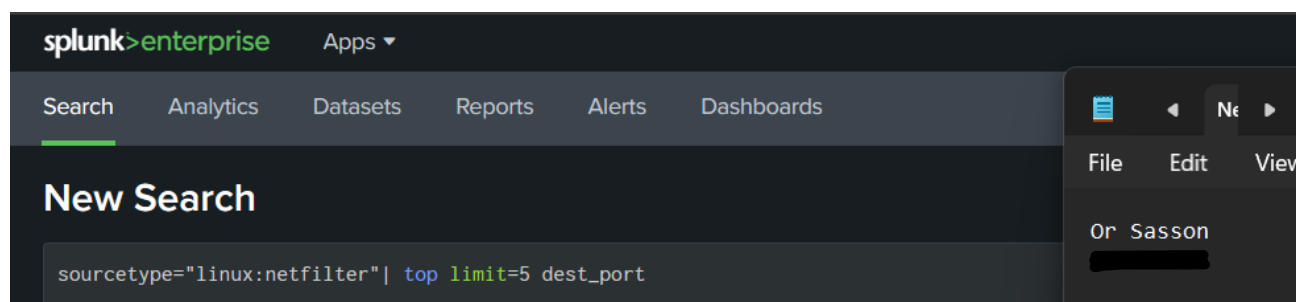 splunk>enterprise Apps
Search Analytics Datasets Reports Alerts Dashboards
New Search
sourcetype="linux:netfilter"| top limit=5 dest_port
File Edit View
Or Sasson